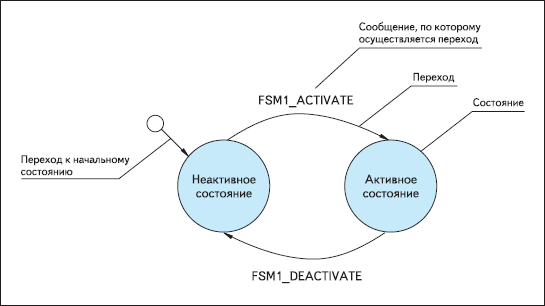 Сообщение, по которому
осуществляется переход
FSM1_ACTIVATE
Переход
Состояние
Переход к начальному
состоянию
Неактивное
состояние
Активное
состояние
FSM1_DEACTIVATE